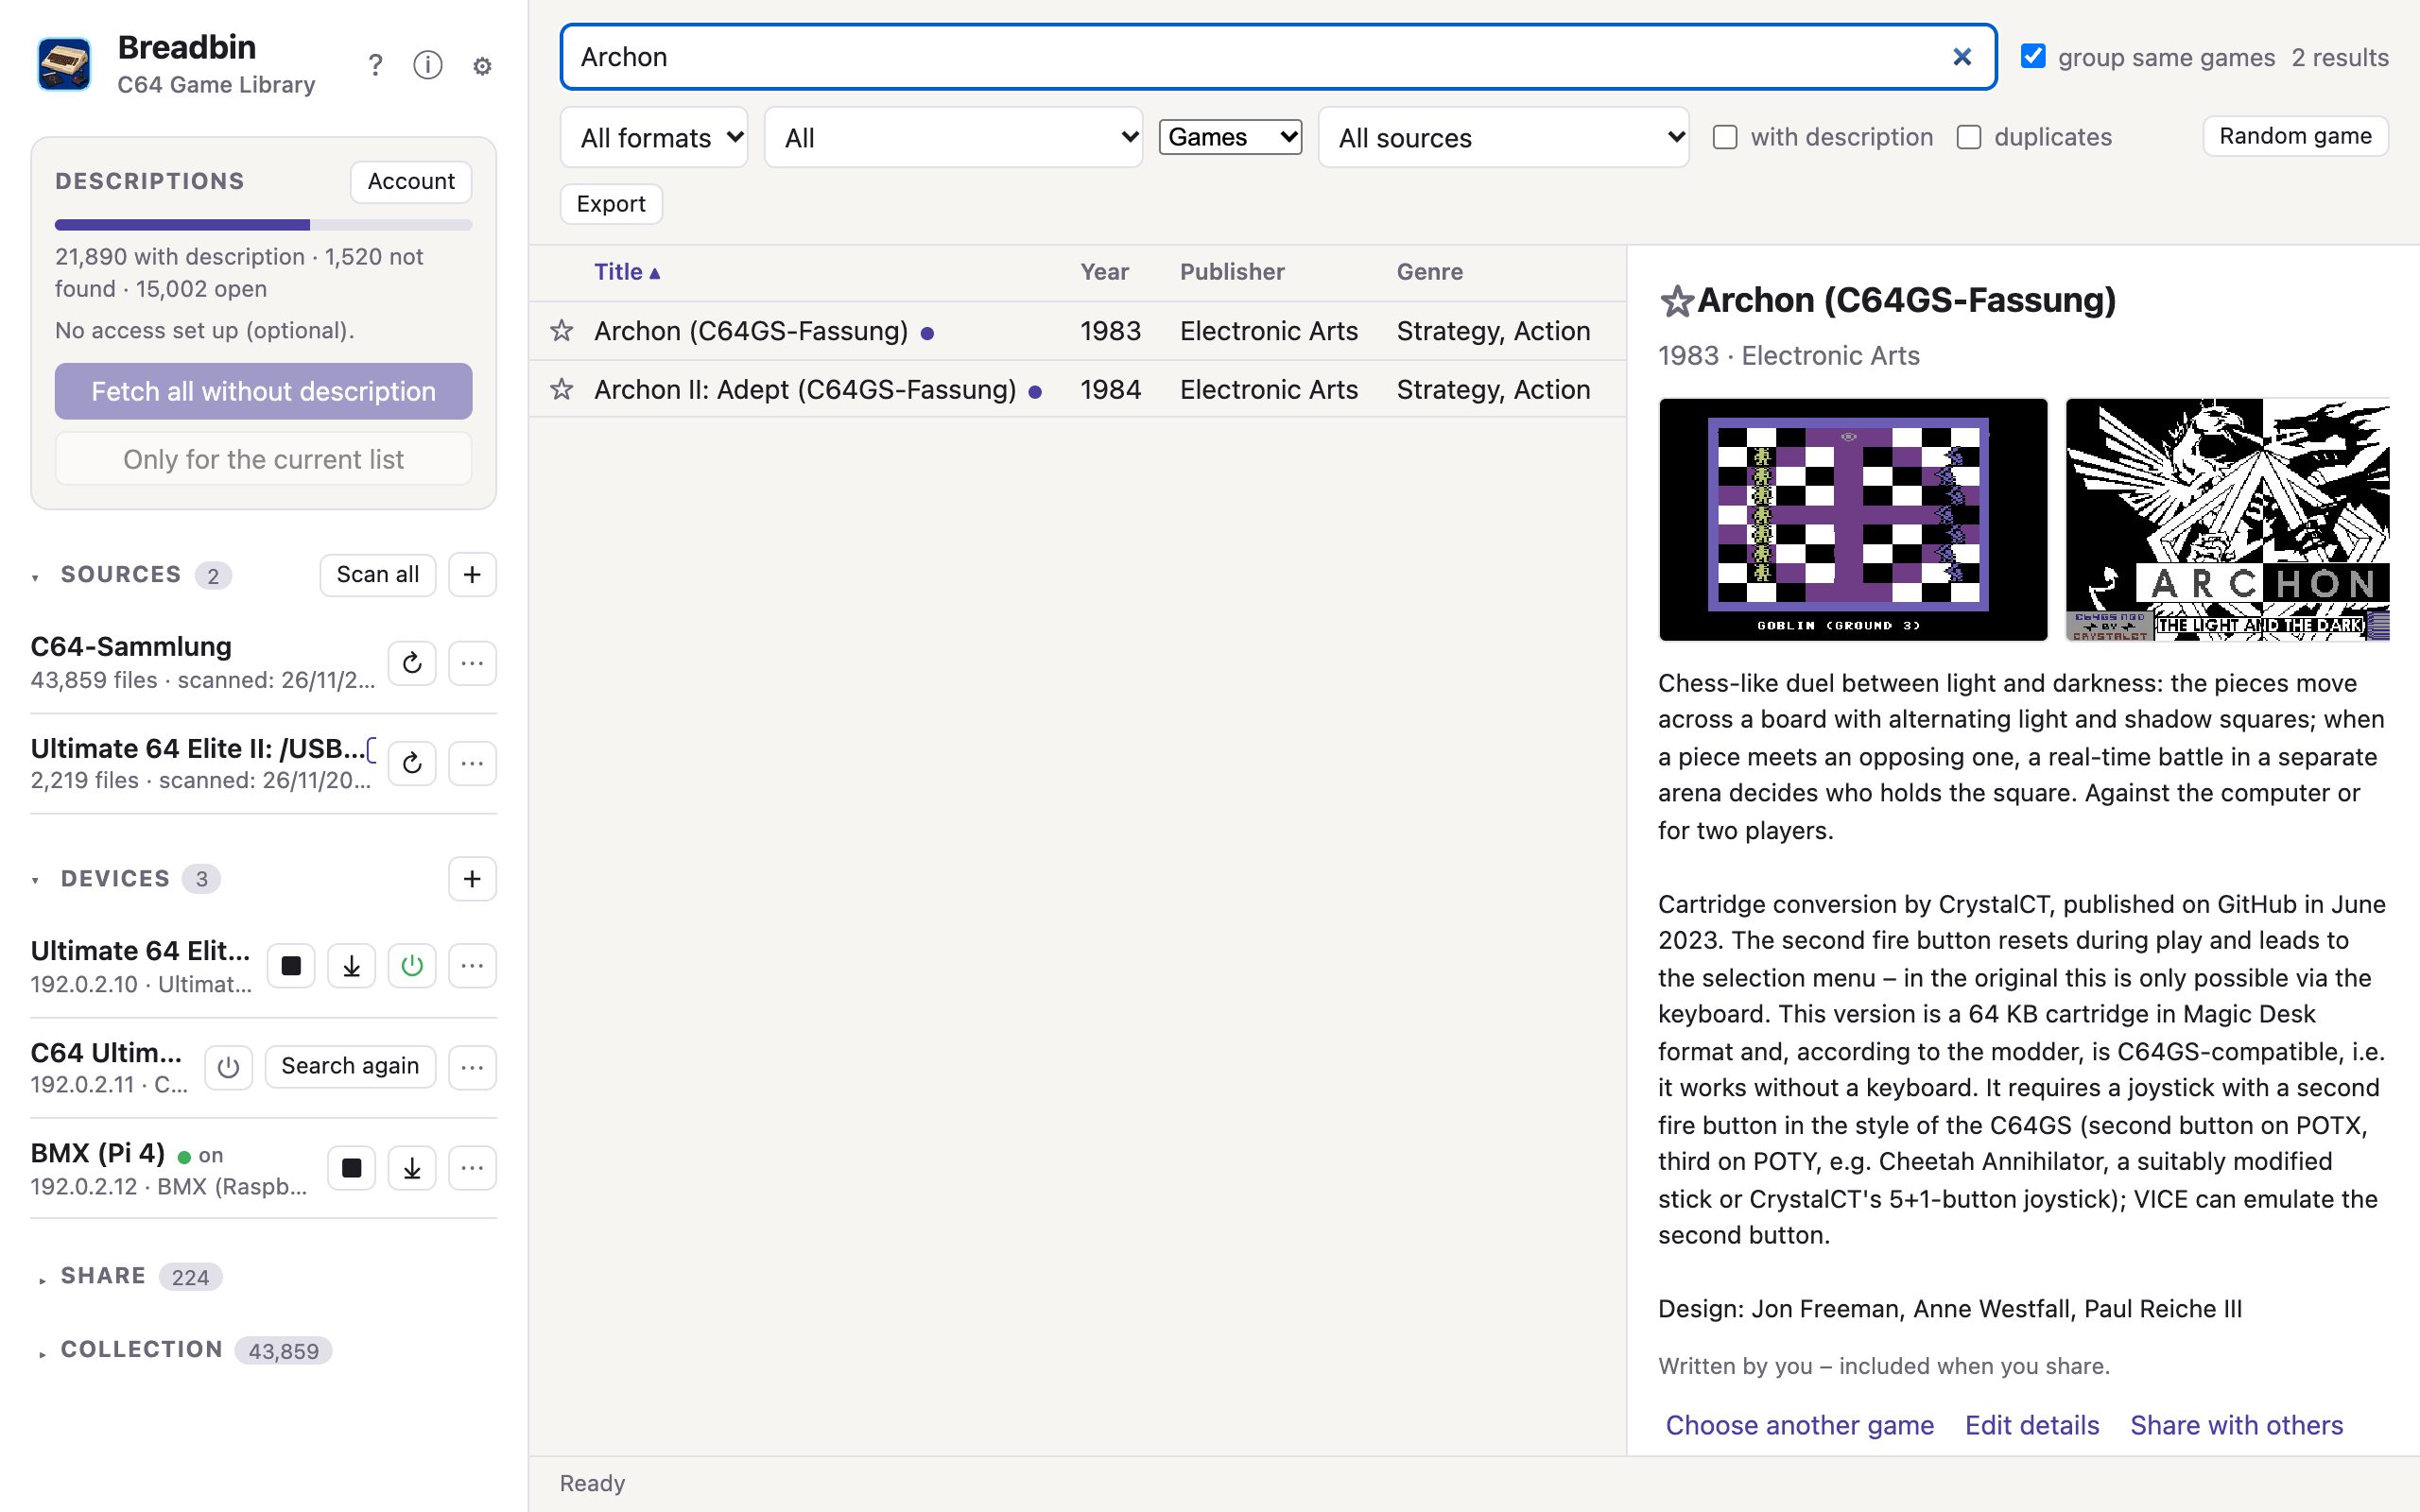 Breadbin
C64 Game Library
?
DESCRIPTIONS
Account
21,890 with description · 1,520 not
found · 15,002 open
No access set up (optional).
Fetch all without description
Only for the current list
SOURCES 2
Scan all
+
C64-Sammlung
43,859 files · scanned: 26/11/2...
Ultimate 64 Elite II: /USB...
2,219 files · scanned: 26/11/20...
DEVICES 3
+
Ultimate 64 Elit...
192.0.2.10 · Ultimat...
C64 Ultim...
192.0.2.11 · C...
Search again
BMX (Pi 4) on
192.0.2.12 · BMX (Raspb...
SHARE 224
COLLECTION 43,859
Archon
group same games 2 results
All formats
All
Games
All sources
with description
duplicates
Random game
Export
Title Year Publisher Genre
Archon (C64GS-Fassung) 1983 Electronic Arts Strategy, Action
Archon II: Adept (C64GS-Fassung) 1984 Electronic Arts Strategy, Action
Archon (C64GS-Fassung)
1983 · Electronic Arts
GOBLIN (GROUND 3)
ARCHON
C64GS MOD
BY
CRYSTALCT
THE LIGHT AND THE DARK
Chess-like duel between light and darkness: the pieces move
across a board with alternating light and shadow squares; when
a piece meets an opposing one, a real-time battle in a separate
arena decides who holds the square. Against the computer or
for two players.
Cartridge conversion by CrystalCT, published on GitHub in June
2023. The second fire button resets during play and leads to
the selection menu – in the original this is only possible via the
keyboard. This version is a 64 KB cartridge in Magic Desk
format and, according to the modder, is C64GS-compatible, i.e.
it works without a keyboard. It requires a joystick with a second
fire button in the style of the C64GS (second button on POTX,
third on POTY, e.g. Cheetah Annihilator, a suitably modified
stick or CrystalCT's 5+1-button joystick); VICE can emulate the
second button.
Design: Jon Freeman, Anne Westfall, Paul Reiche III
Written by you – included when you share.
Choose another game
Edit details
Share with others
Ready